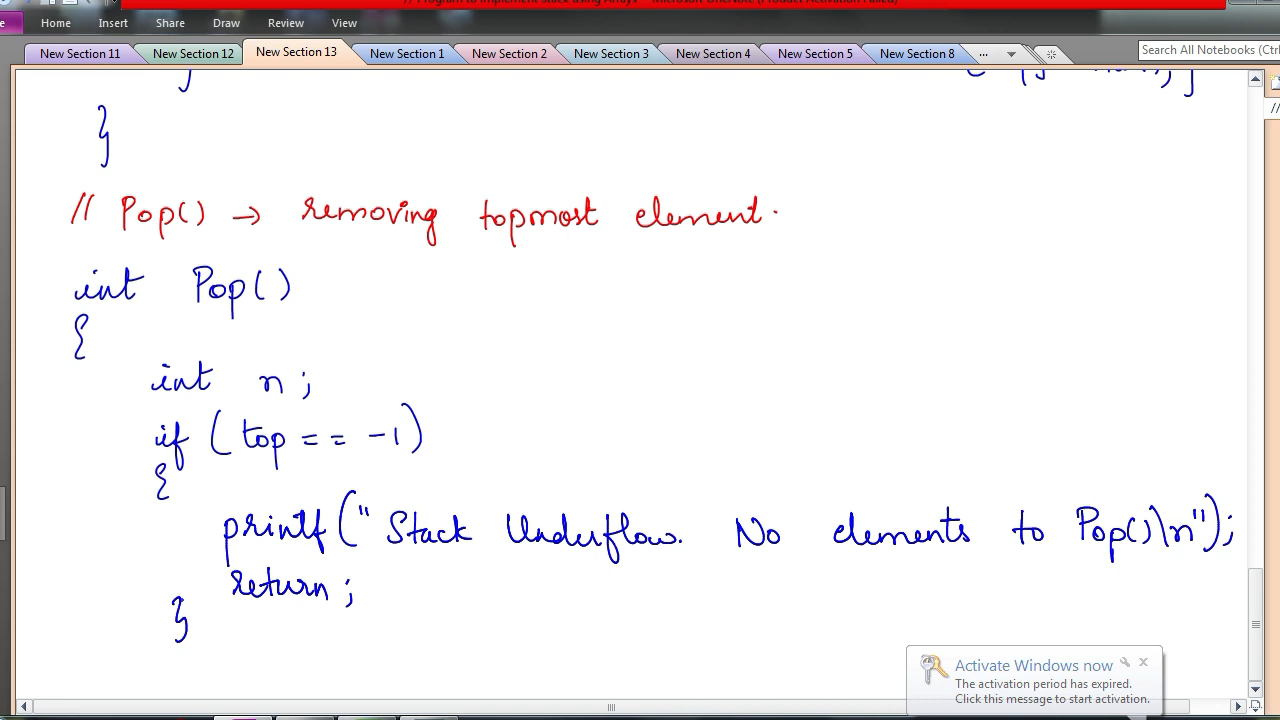 Home Insert Share Draw Review View
New Section 11 New Section 12 New Section 13 New Section 1 New Section 2 New Section 3 New Section 4 New Section 5 New Section 8 ... Search All Notebooks (Ctrl
}
// Pop() → removing topmost element.
int Pop()
{
int n;
if (top == -1)
{
printf("Stack Underflow. No elements to Pop()\n");
return;
}
Activate Windows now
The activation period has expired.
Click this message to start activation.